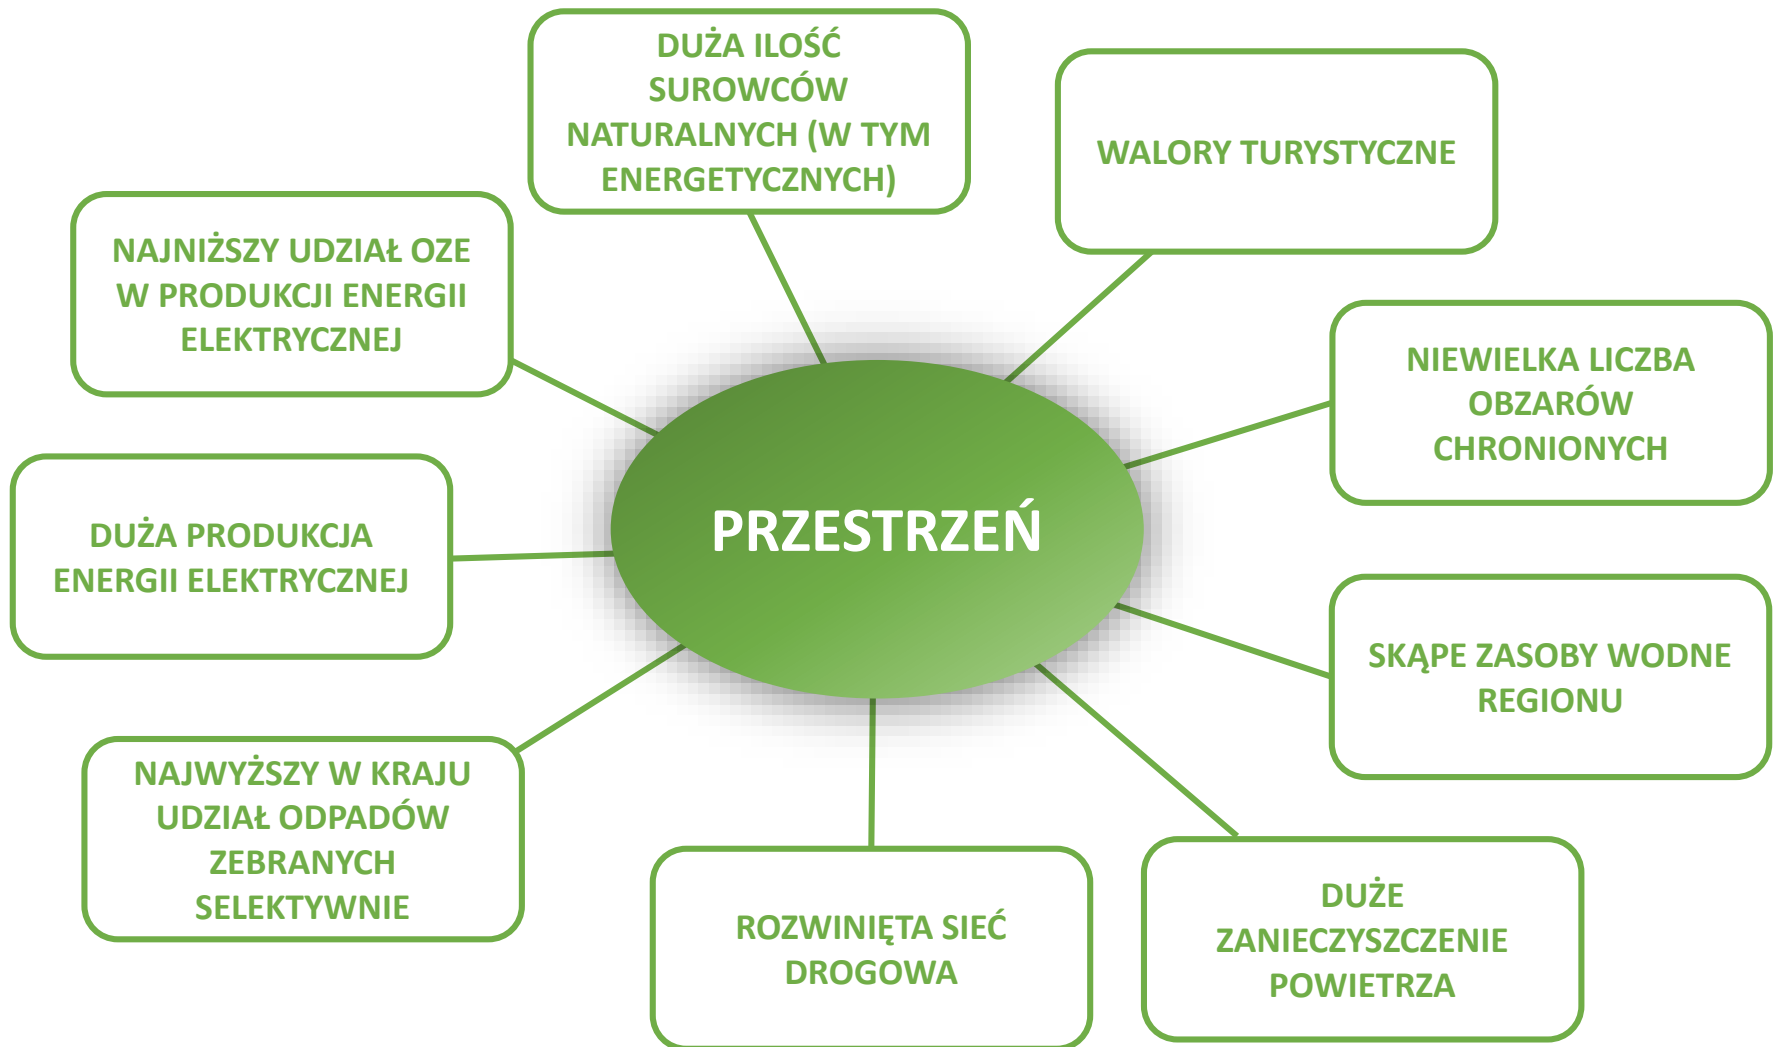 DUŻA ILOŚĆ
SUROWCÓW
NATURALNYCH (W TYM
ENERGETYCZNYCH)
WALORY TURYSTYCZNE
NAJNIŻSZY UDZIAŁ OZE
W PRODUKCJI ENERGII
ELEKTRYCZNEJ
NIEWIELKA LICZBA
OBZARÓW
CHRONIONYCH
PRZESTRZEŃ
DUŻA PRODUKCJA
ENERGII ELEKTRYCZNEJ
SKĄPE ZASOBY WODNE
REGIONU
NAJWYŻSZY W KRAJU
UDZIAŁ ODPADÓW
ZEBRANYCH
SELEKTYWNIE
ROZWINIĘTA SIEĆ
DROGOWA
DUŻE
ZANIECZYSZCZENIE
POWIETRZA